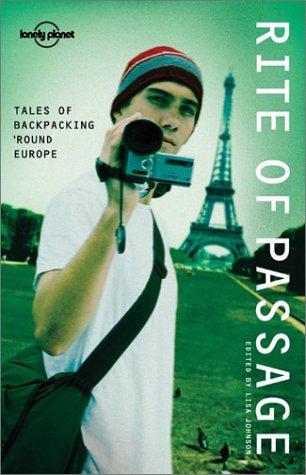 lonely planet
TALES OF
BACKPACKING
'ROUND
EUROPE
RITE OF PASSAGE
EDITED BY LISA JOHNSON